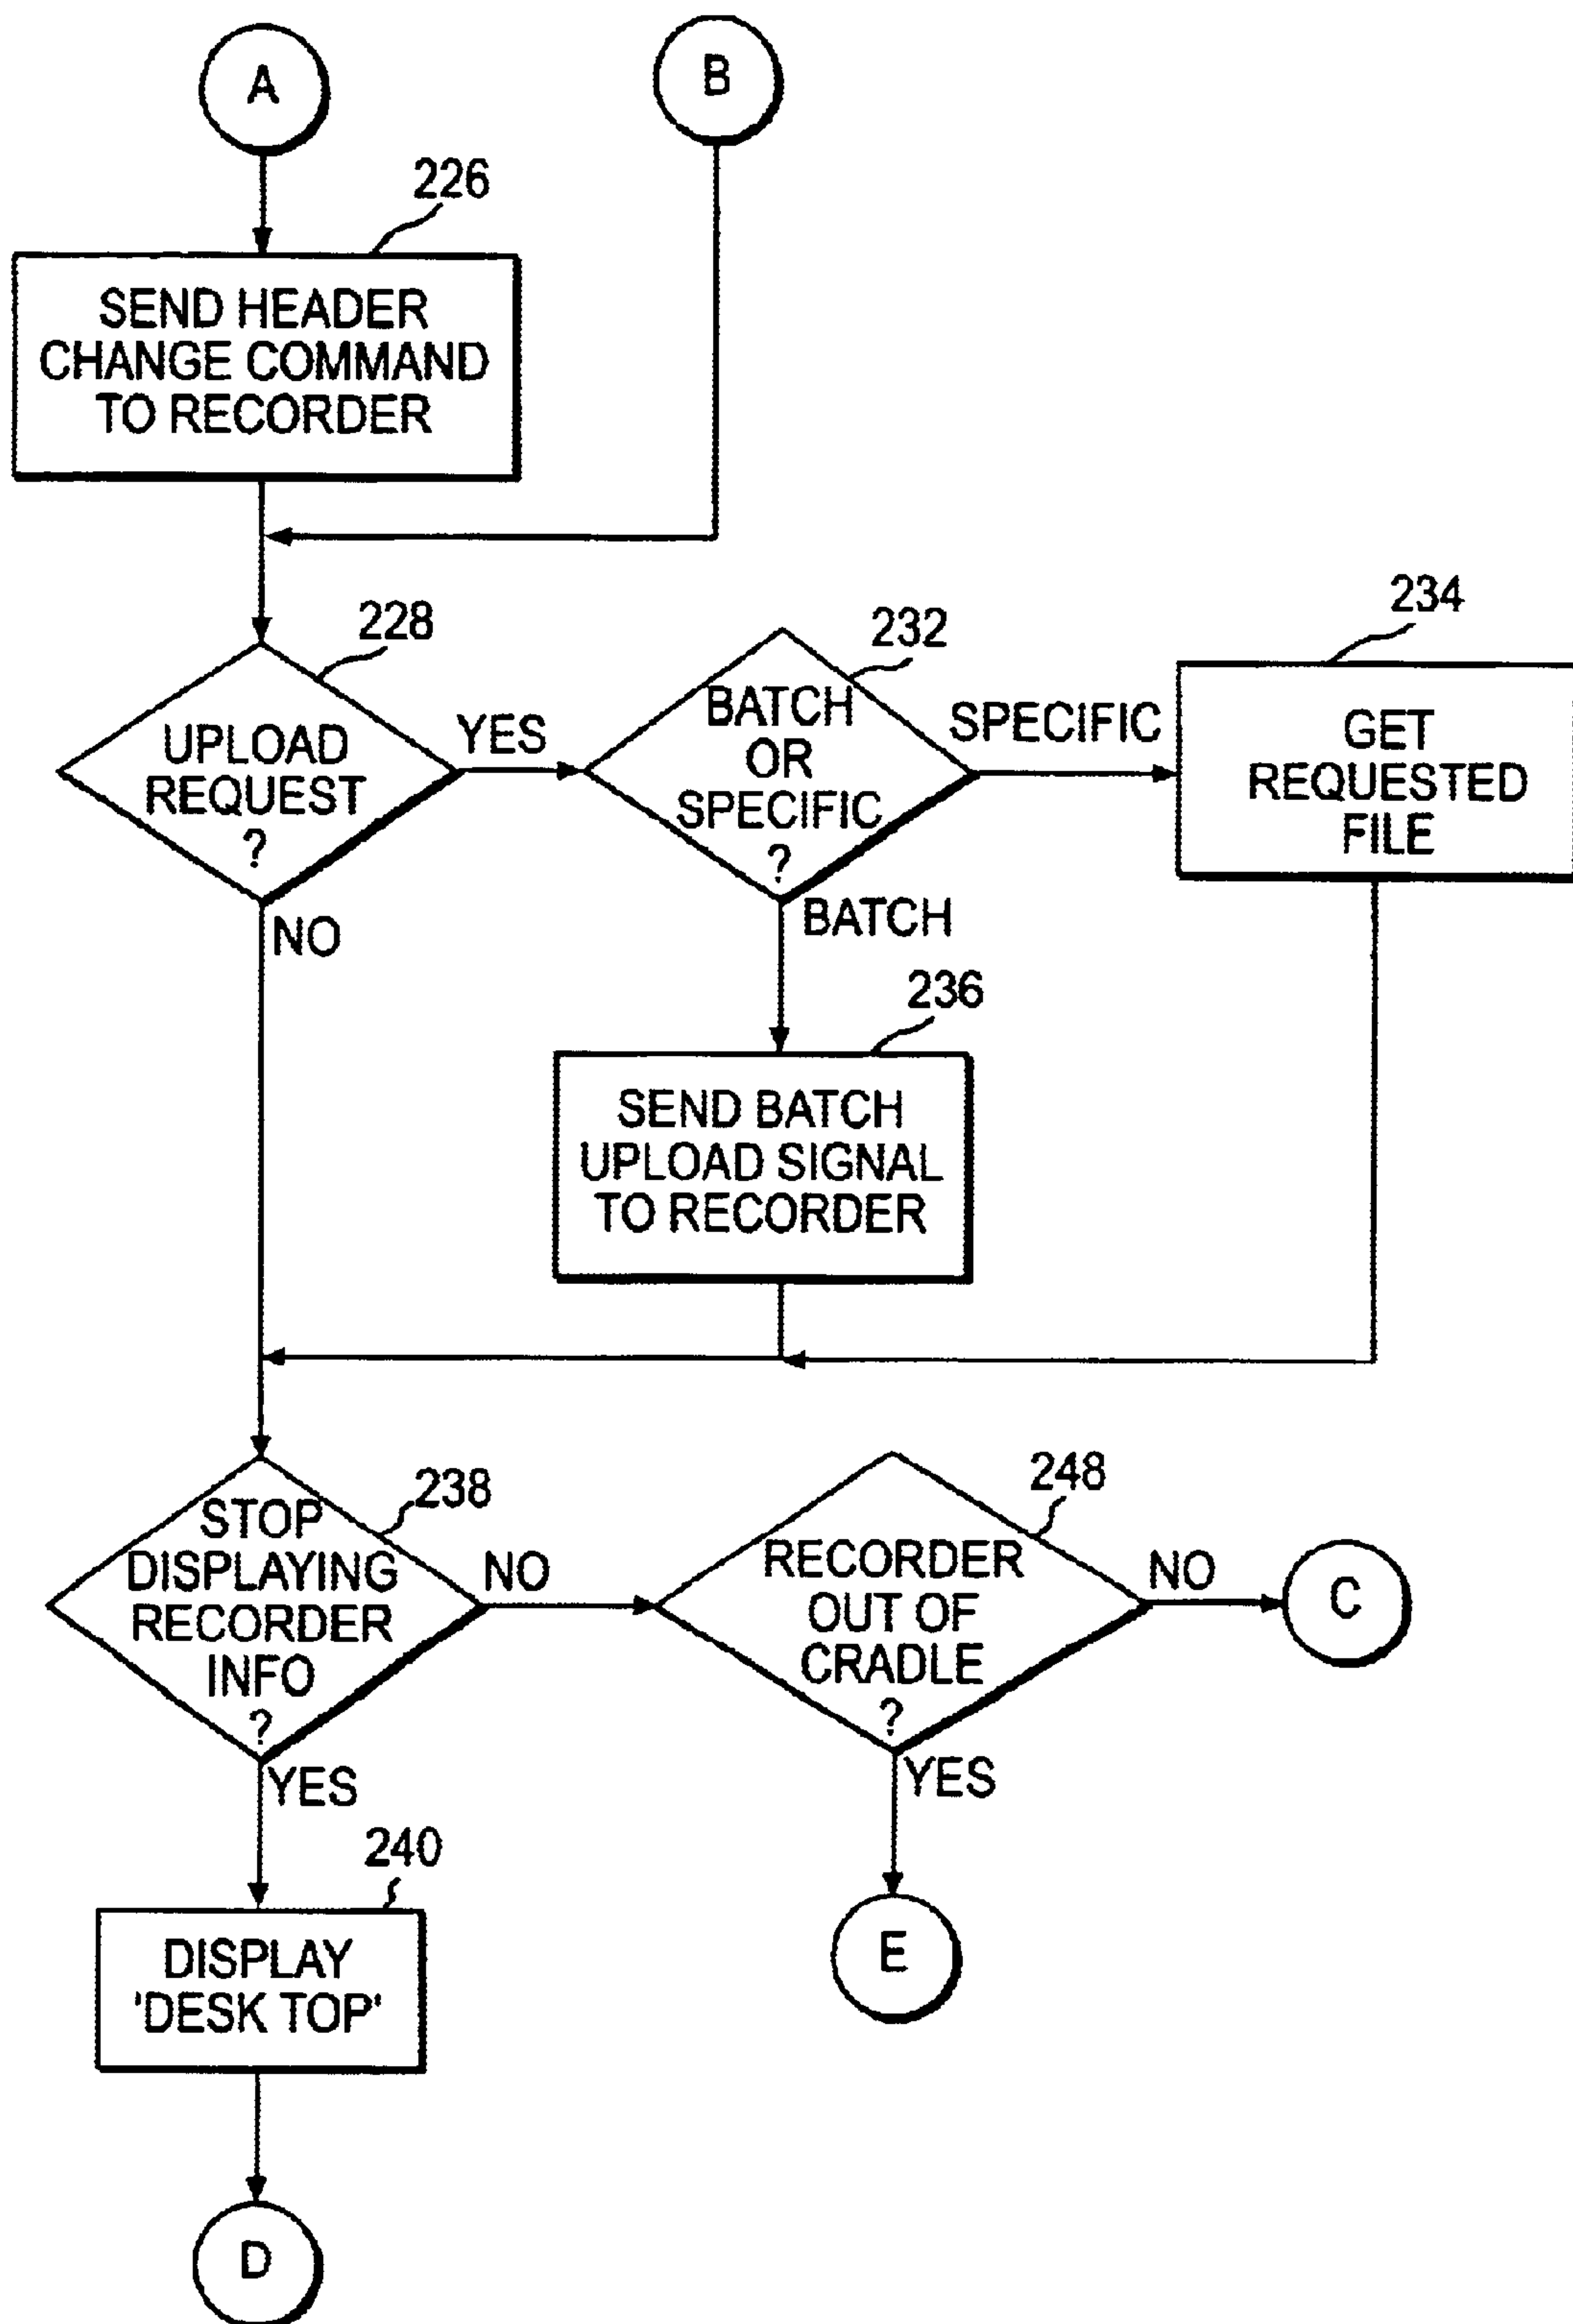 A
B
226
SEND HEADER
CHANGE COMMAND
TO RECORDER
228
UPLOAD
REQUEST
?
YES
NO
232
BATCH
OR
SPECIFIC
?
SPECIFIC
BATCH
234
GET
REQUESTED
FILE
236
SEND BATCH
UPLOAD SIGNAL
TO RECORDER
238
STOP
DISPLAYING
RECORDER
INFO
?
NO
YES
248
RECORDER
OUT OF
CRADLE
?
NO
C
YES
E
240
DISPLAY
'DESK TOP'
D